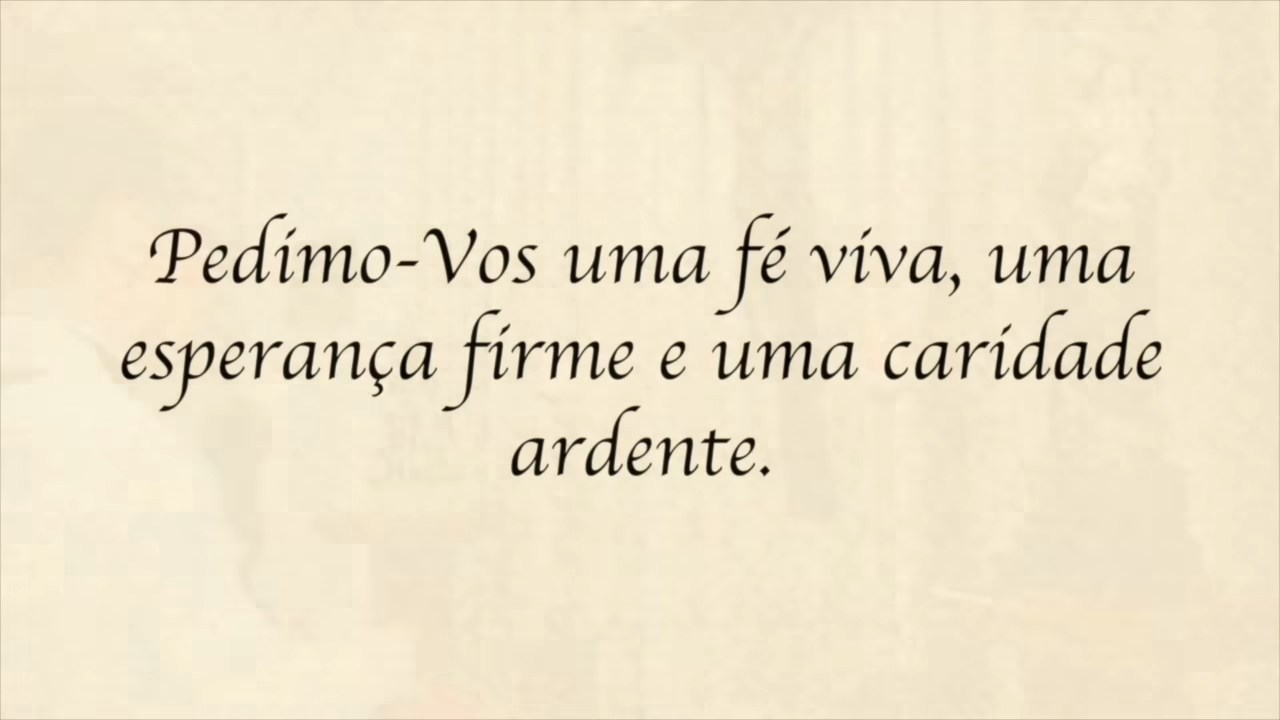 Pedimo-Vos uma fé viva, uma
esperança firme e uma caridade
ardente.